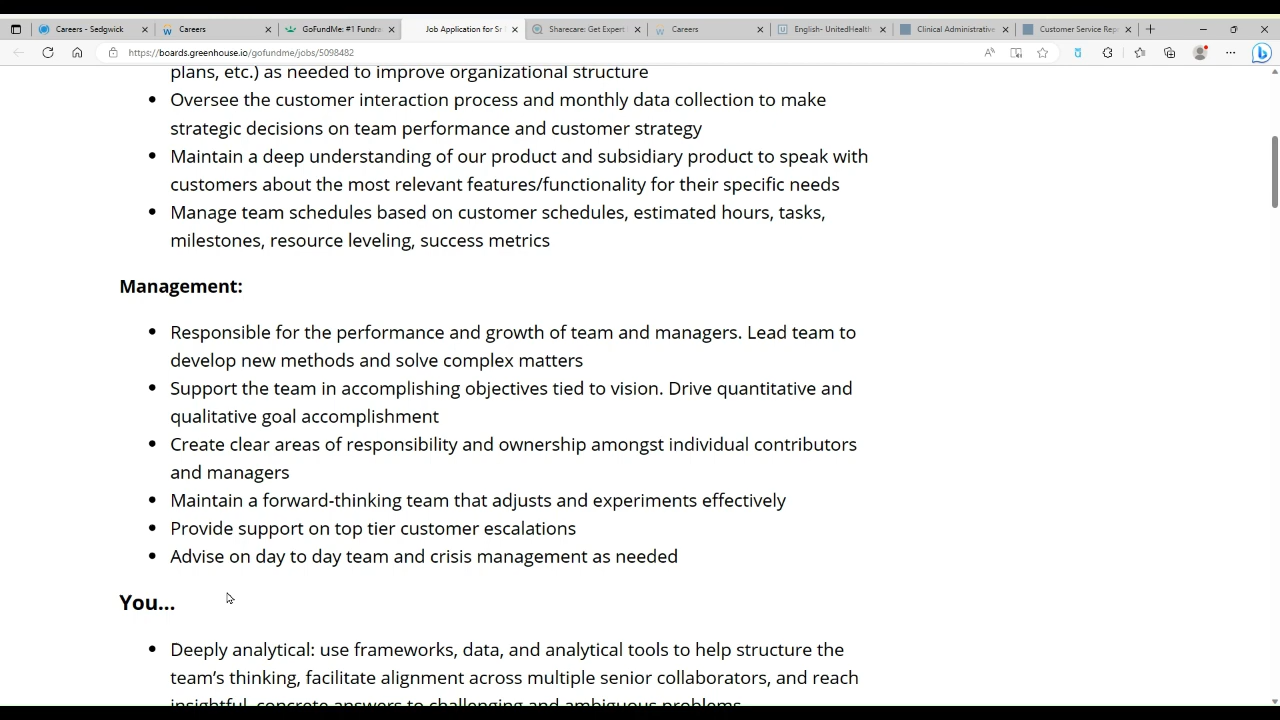 Careers - Sedgwick
Careers
GoFundMe: #1 Fundra
Job Application for Sr
Sharecare: Get Expert
Careers
English- UnitedHealth
Clinical Administrative
Customer Service Rep
https://boards.greenhouse.io/gofundme/jobs/5098482
plans, etc.) as needed to improve organizational structure
• Oversee the customer interaction process and monthly data collection to make
strategic decisions on team performance and customer strategy
• Maintain a deep understanding of our product and subsidiary product to speak with
customers about the most relevant features/functionality for their specific needs
• Manage team schedules based on customer schedules, estimated hours, tasks,
milestones, resource leveling, success metrics
Management:
• Responsible for the performance and growth of team and managers. Lead team to
develop new methods and solve complex matters
• Support the team in accomplishing objectives tied to vision. Drive quantitative and
qualitative goal accomplishment
• Create clear areas of responsibility and ownership amongst individual contributors
and managers
• Maintain a forward-thinking team that adjusts and experiments effectively
• Provide support on top tier customer escalations
• Advise on day to day team and crisis management as needed
You...
• Deeply analytical: use frameworks, data, and analytical tools to help structure the
team's thinking, facilitate alignment across multiple senior collaborators, and reach
insightful, concrete answers to challenging and ambiguous problems